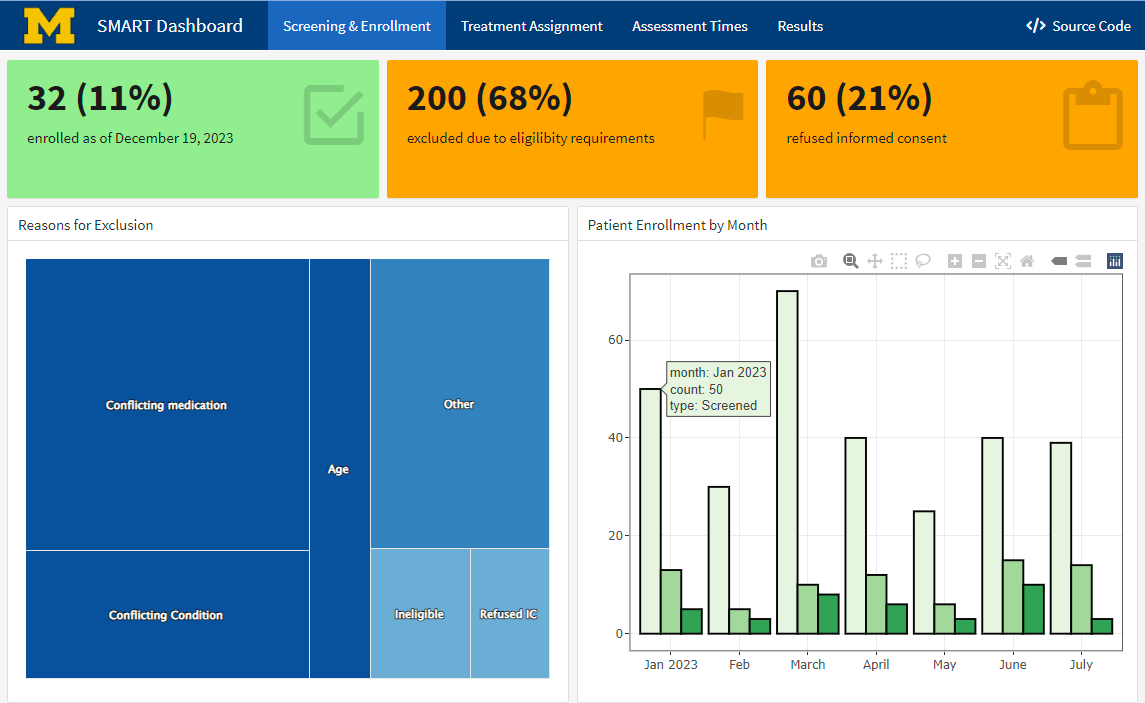 M SMART Dashboard Screening & Enrollment Treatment Assignment Assessment Times Results </> Source Code
32 (11%)
enrolled as of December 19, 2023
200 (68%)
excluded due to eligilibity requirements
60 (21%)
refused informed consent
Reasons for Exclusion
Conflicting medication
Age
Other
Conflicting Condition
Ineligible
Refused IC
Patient Enrollment by Month
60
40
20
0
month: Jan 2023
count: 50
type: Screened
Jan 2023 Feb March April May June July